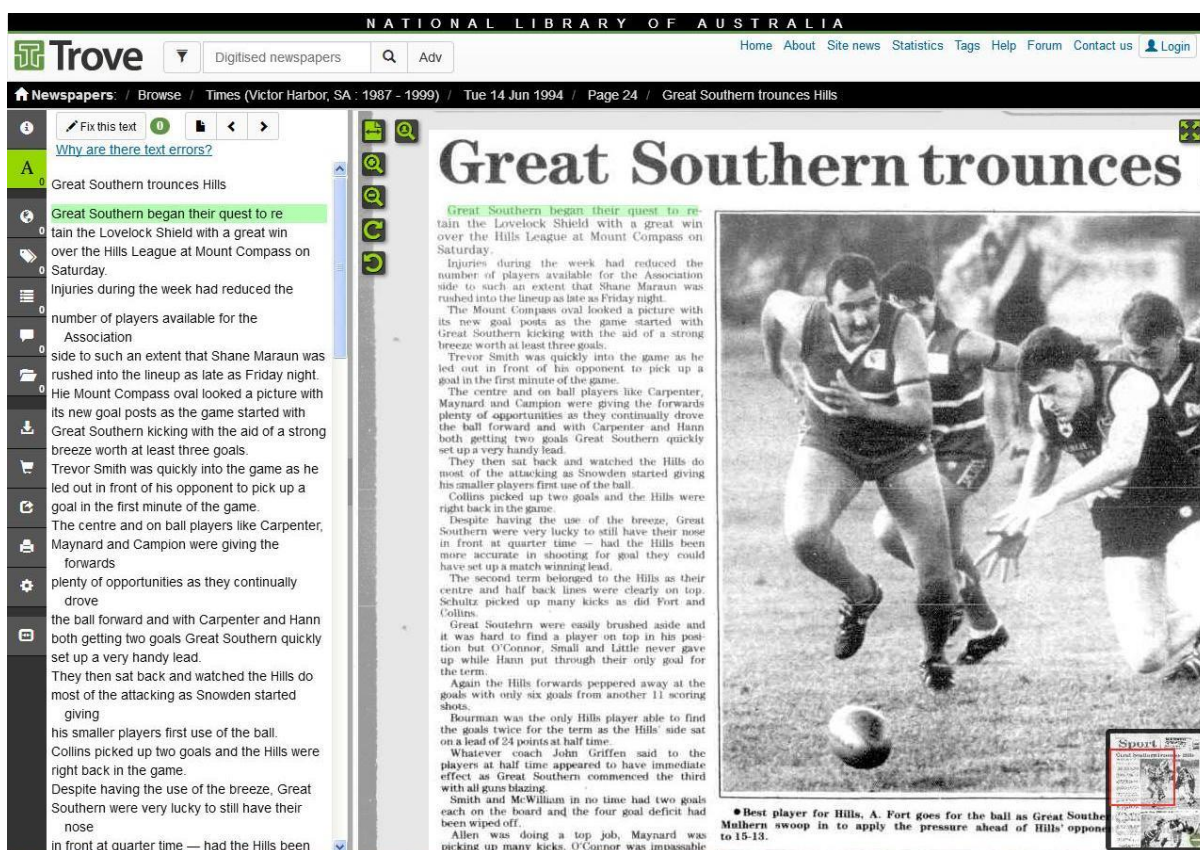 NATIONAL LIBRARY OF AUSTRALIA
Trove
Digitised newspapers
Adv
Home About Site news Statistics Tags Help Forum Contact us Login
Newspapers: / Browse / Times (Victor Harbor, SA : 1987 - 1999) / Tue 14 Jun 1994 / Page 24 / Great Southern trounces Hills
Fix this text 0
Why are there text errors?
A
0
0
0
0
0
0
Great Southern trounces Hills
Great Southern began their quest to re
tain the Lovelock Shield with a great win
over the Hills League at Mount Compass on
Saturday.
Injuries during the week had reduced the
number of players available for the
Association
side to such an extent that Shane Maraun was
rushed into the lineup as late as Friday night.
Hie Mount Compass oval looked a picture with
its new goal posts as the game started with
Great Southern kicking with the aid of a strong
breeze worth at least three goals.
Trevor Smith was quickly into the game as he
led out in front of his opponent to pick up a
goal in the first minute of the game.
The centre and on ball players like Carpenter,
Maynard and Campion were giving the
forwards
plenty of opportunities as they continually
drove
the ball forward and with Carpenter and Hann
both getting two goals Great Southern quickly
set up a very handy lead.
They then sat back and watched the Hills do
most of the attacking as Snowden started
giving
his smaller players first use of the ball.
Collins picked up two goals and the Hills were
right back in the game.
Despite having the use of the breeze, Great
Southern were very lucky to still have their
nose
in front at quarter time — had the Hills been
Great Southern trounces
Great Southern began their quest to re-
tain the Lovelock Shield with a great win
over the Hills League at Mount Compass on
Saturday.
Injuries during the week had reduced the
number of players available for the Association
side to such an extent that Shane Maraun was
rushed into the lineup as late as Friday night.
The Mount Compass oval looked a picture with
its new goal posts as the game started with
Great Southern kicking with the aid of a strong
breeze worth at least three goals.
Trevor Smith was quickly into the game as he
led out in front of his opponent to pick up a
goal in the first minute of the game.
The centre and on ball players like Carpenter,
Maynard and Campion were giving the forwards
plenty of opportunities as they continually drove
the ball forward and with Carpenter and Hann
both getting two goals Great Southern quickly
set up a very handy lead.
They then sat back and watched the Hills do
most of the attacking as Snowden started giving
his smaller players first use of the ball.
Collins picked up two goals and the Hills were
right back in the game.
Despite having the use of the breeze, Great
Southern were very lucky to still have their nose
in front at quarter time — had the Hills been
more accurate in shooting for goal they could
have set up a match winning lead.
The second term belonged to the Hills as their
centre and half back lines were clearly on top.
Schultz picked up many kicks as did Fort and
Collins.
Great Soutehrn were easily brushed aside and
it was hard to find a player on top in his posi-
tion but O'Connor, Small and Little never gave
up while Hann put through their only goal for
the term.
Again the Hills forwards peppered away at the
goals with only six goals from another 11 scoring
shots.
Bourman was the only Hills player able to find
the goals twice for the term as the Hills' side sat
on a lead of 24 points at half time.
Whatever coach John Griffen said to the
players at half time appeared to have immediate
effect as Great Southern commenced the third
with all guns blazing.
Smith and McWilliam in no time had two goals
each on the board and the four goal deficit had
been wiped off.
Allen was doing a top job, Maynard was
picking up many kicks, O'Connor was impassable
●Best player for Hills, A. Fort goes for the ball as Great Southe
Mulhern swoop in to apply the pressure ahead of Hills' oppone
to 15-13.
Sport